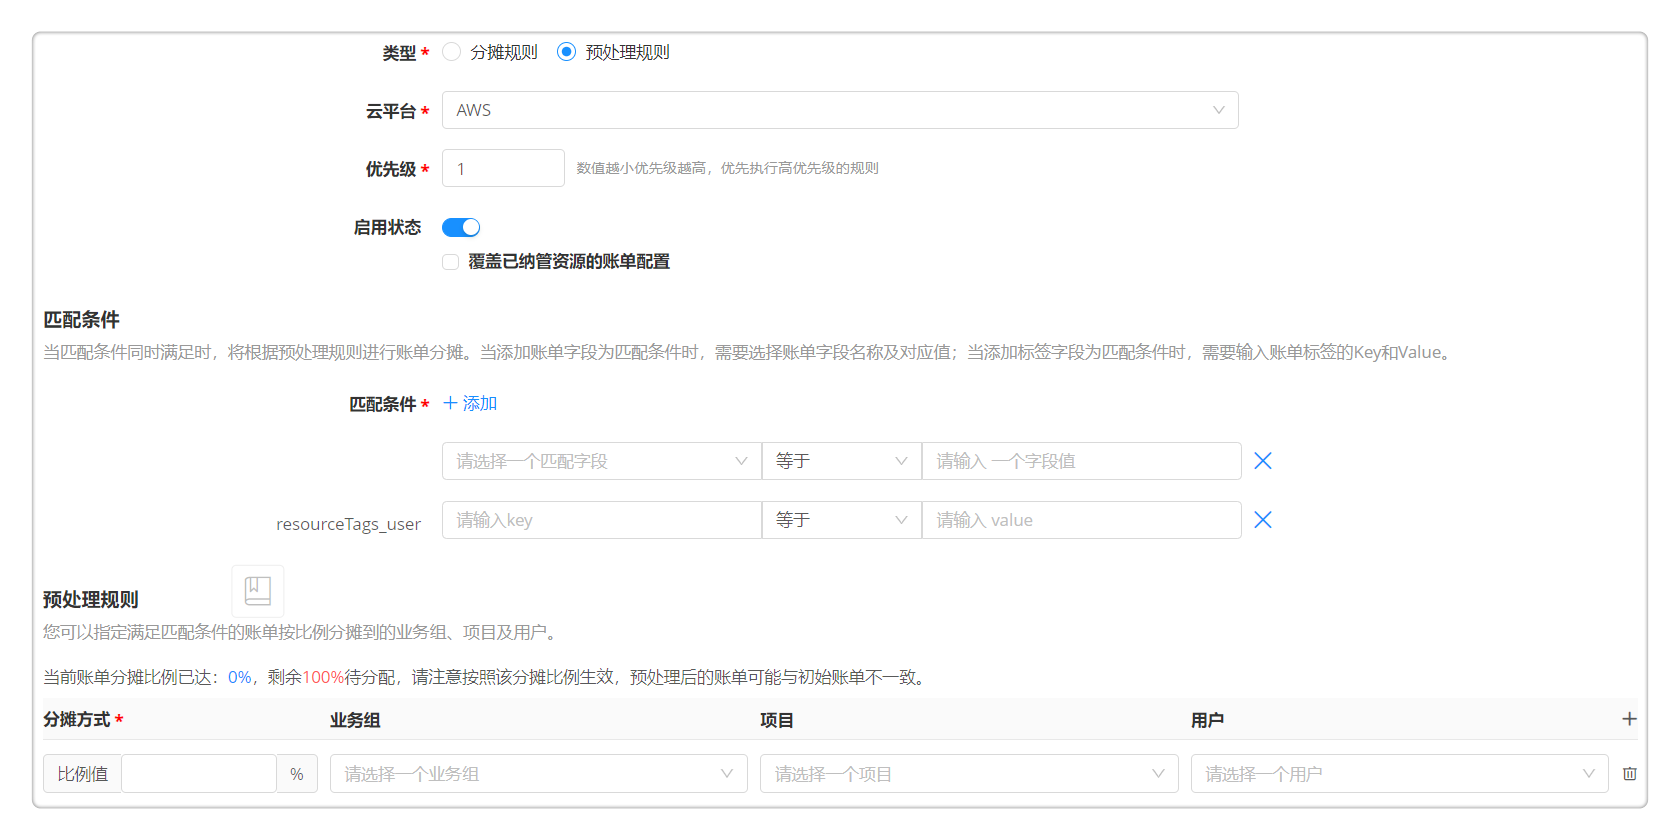 类型 * 分摊规则 预处理规则
云平台 * AWS
优先级 * 1 数值越小优先级越高，优先执行高优先级的规则
启用状态
覆盖已纳管资源的账单配置
匹配条件
当匹配条件同时满足时，将根据预处理规则进行账单分摊。当添加账单字段为匹配条件时，需要选择账单字段名称及对应值；当添加标签字段为匹配条件时，需要输入账单标签的Key和Value。
匹配条件 * + 添加
请选择一个匹配字段 等于 请输入 一个字段值
resourceTags_user 请输入key 等于 请输入 value
预处理规则
您可以指定满足匹配条件的账单按比例分摊到的业务组、项目及用户。
当前账单分摊比例已达：0%，剩余100%待分配，请注意按照该分摊比例生效，预处理后的账单可能与初始账单不一致。
分摊方式 * 业务组 项目 用户
比例值 % 请选择一个业务组 请选择一个项目 请选择一个用户